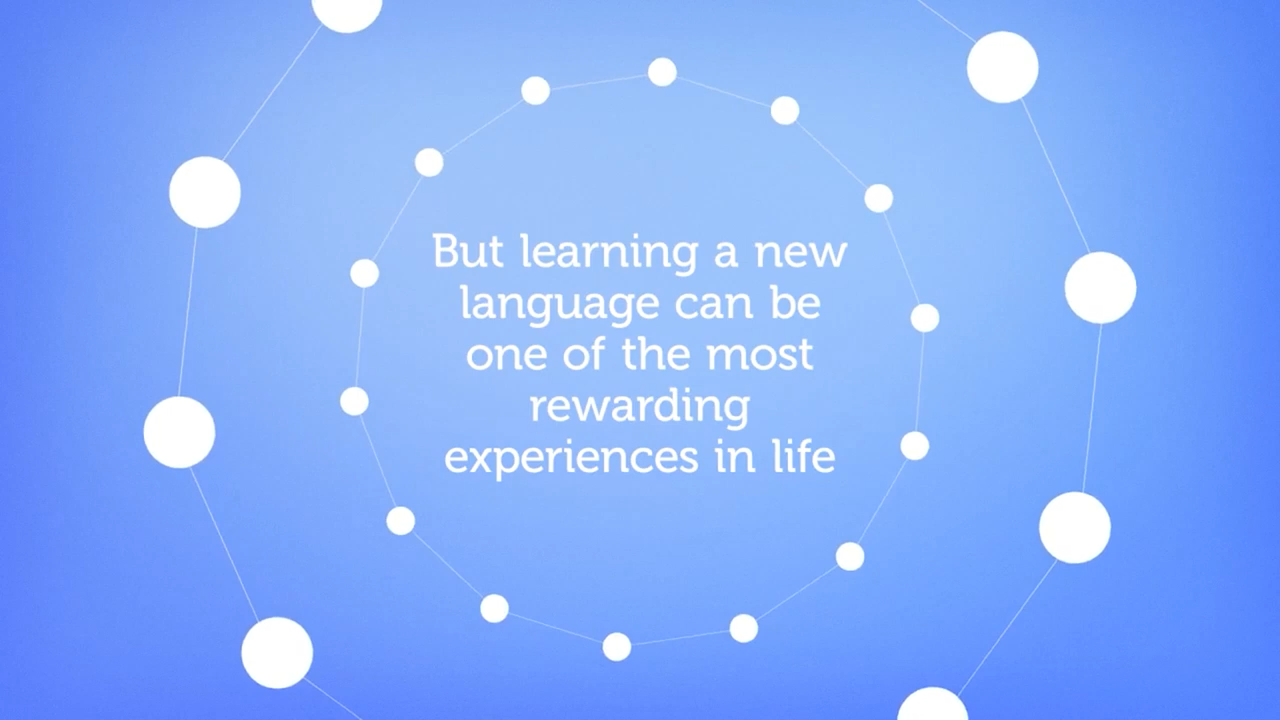 But learning a new
language can be
one of the most
rewarding
experiences in life